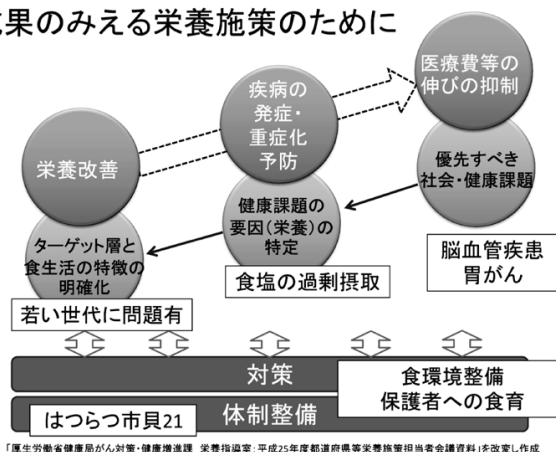 果のみえる栄養施策のために
医療費等の
伸びの抑制
疾病の
発症・
重症化
予防
栄養改善
優先すべき
社会・健康課題
健康課題の
要因(栄養)の
特定
ターゲット層と
食生活の特徴の
明確化
脳血管疾患
胃がん
食塩の過剰摂取
若い世代に問題有
対策
食環境整備
保護者への食育
体制整備
はつらつ市貝21
「厚生労働省健康局がん対策・健康増進課 栄養指導室:平成25年度都道府県等栄養施策担当者会議資料」を改変し作成